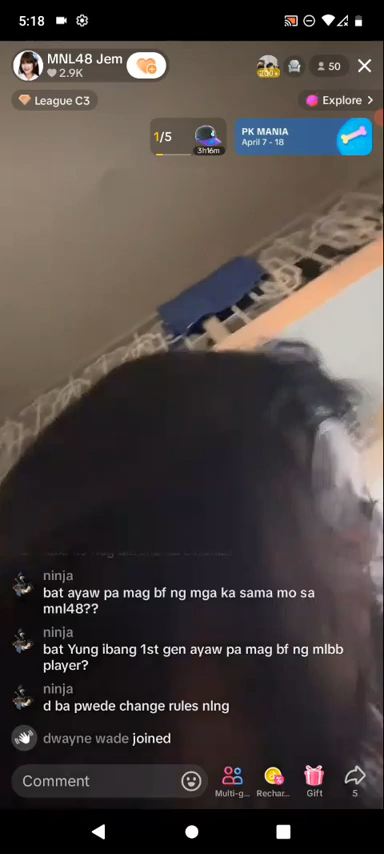 5:18
MNL48 Jem
2.9K
50
League C3
Explore
1/5
3h16m
PK MANIA
April 7 - 18
ninja
bat ayaw pa mag bf ng mga ka sama mo sa
mnl48??
ninja
bat Yung ibang 1st gen ayaw pa mag bf ng mlbb
player?
ninja
d ba pwede change rules nlng
dwayne wade joined
Comment
Multi-g...
Rechar...
Gift
5